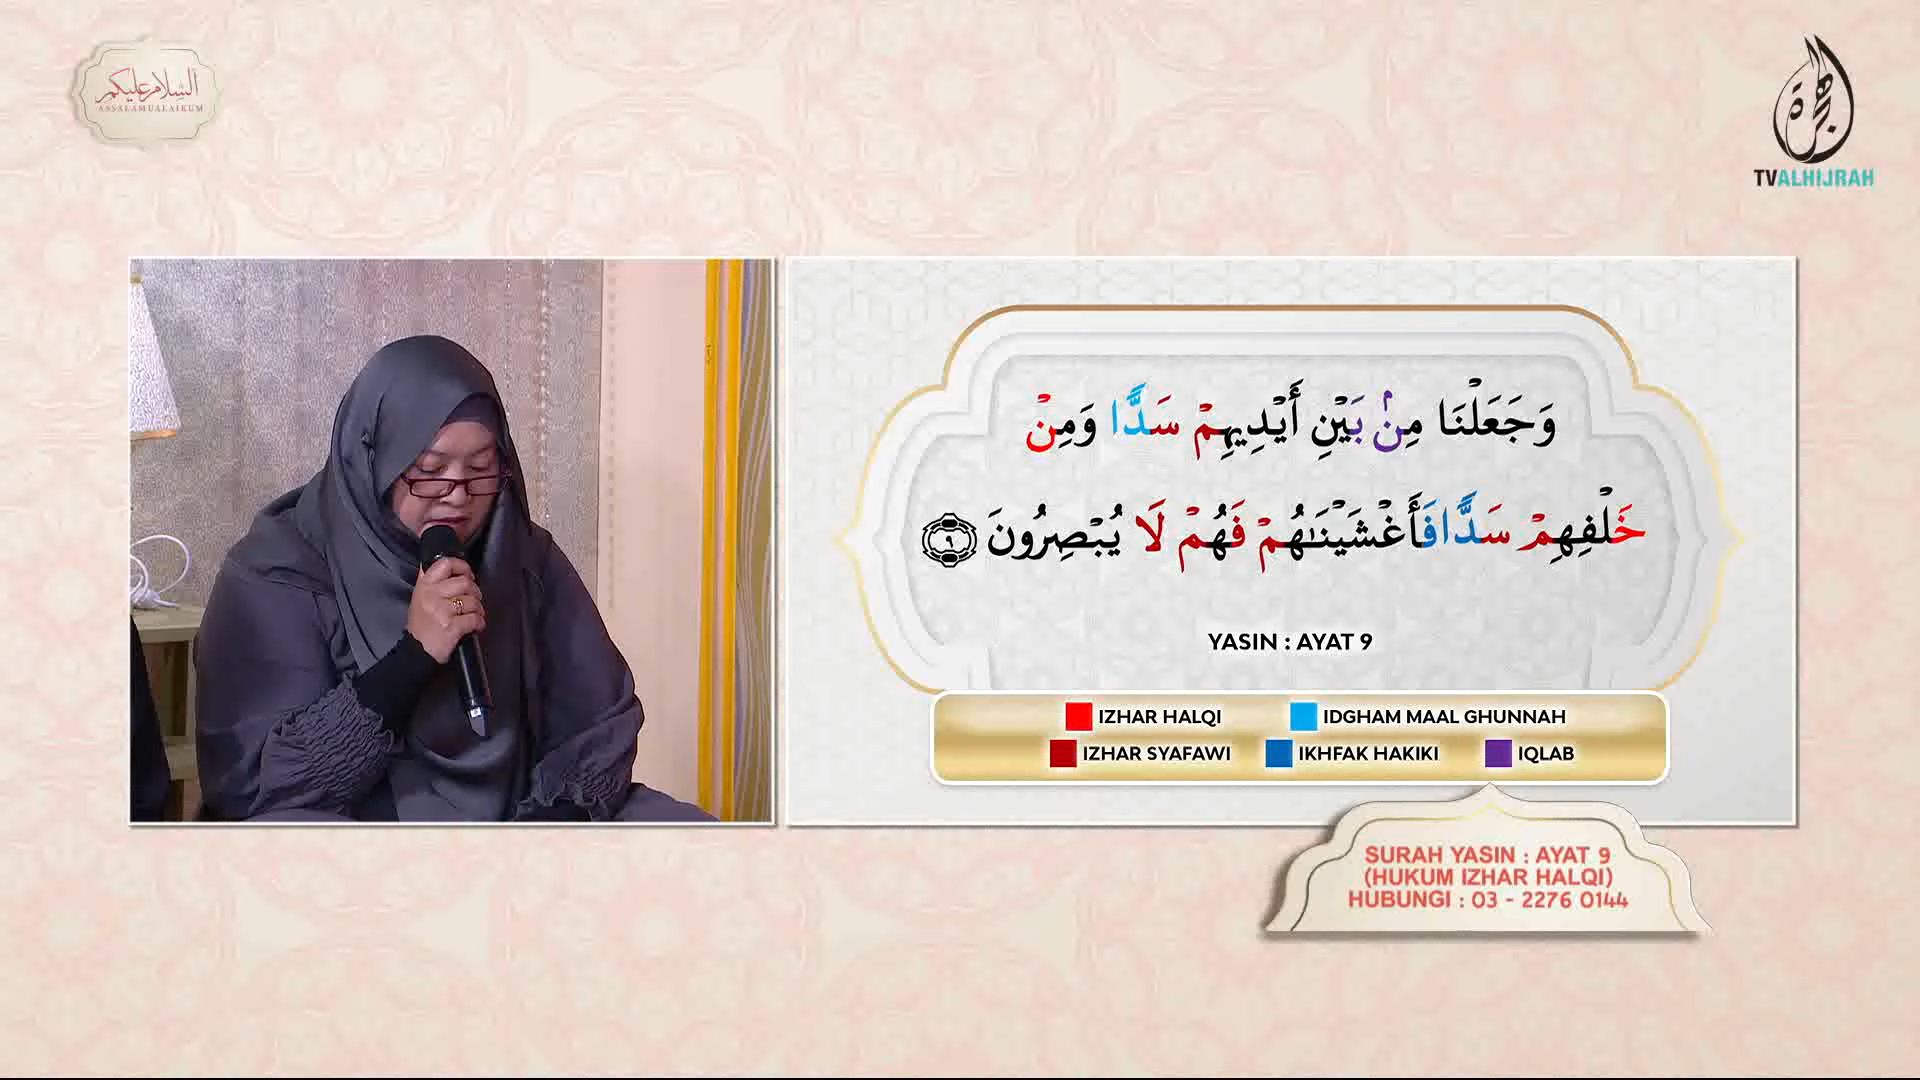 السلام عليكم
ASSALAMUALAIKUM
الهجرة
TVALHIJRAH
وَجَعَلْنَا مِنۢ بَيْنِ أَيْدِيهِمْ سَدًّا وَمِنْ
خَلْفِهِمْ سَدًّا فَأَغْشَيْنَـٰهُمْ فَهُمْ لَا يُبْصِرُونَ ٩
YASIN : AYAT 9
IZHAR HALQI IDGHAM MAAL GHUNNAH
IZHAR SYAFAWI IKHFAK HAKIKI IQLAB
SURAH YASIN : AYAT 9
(HUKUM IZHAR HALQI)
HUBUNGI : 03 - 2276 0144